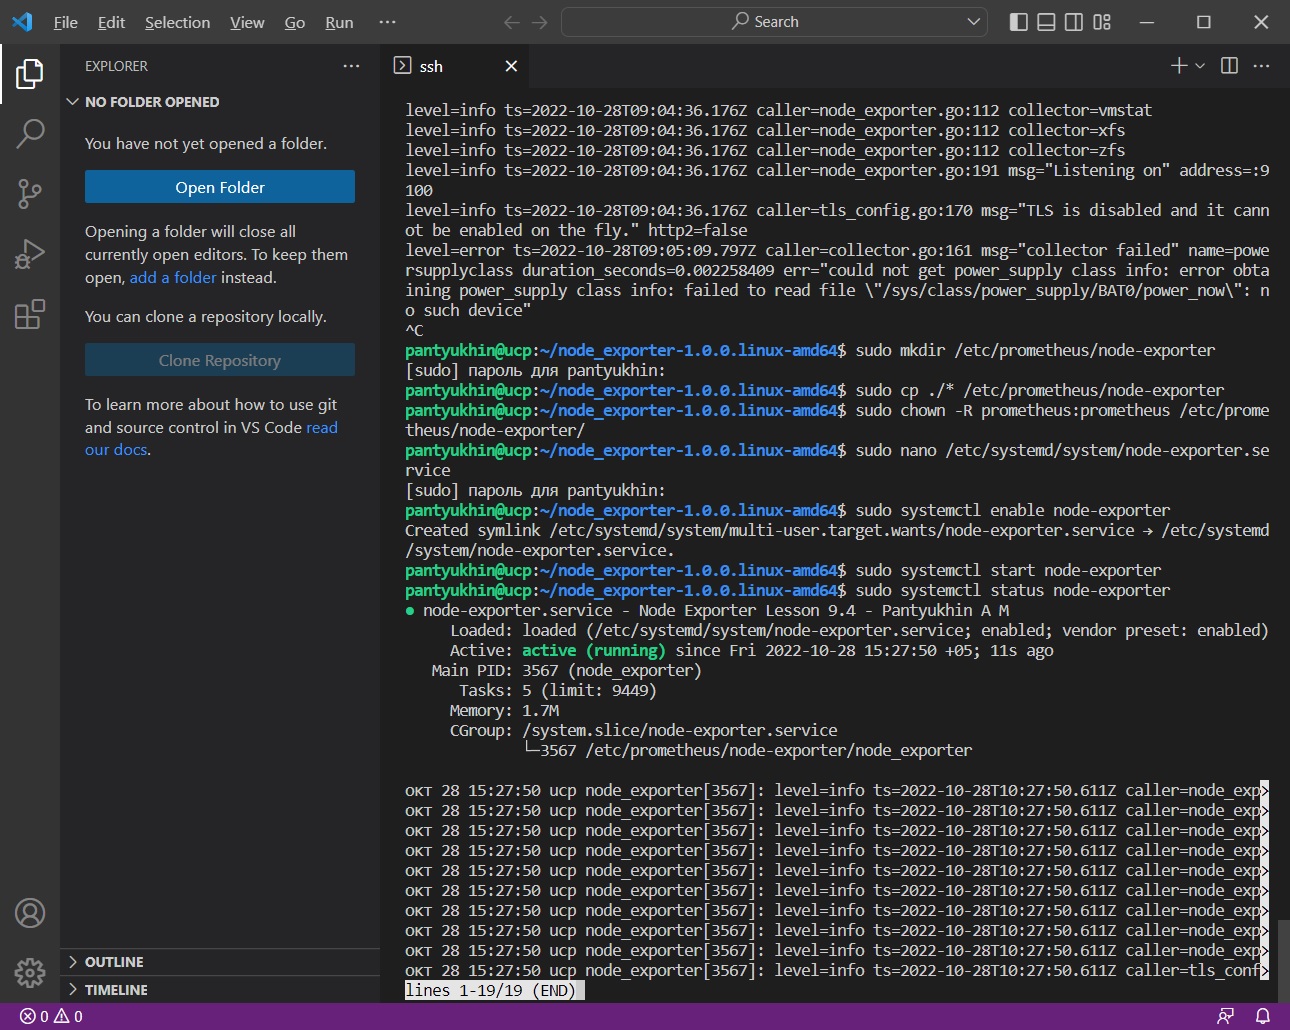 File Edit Selection View Go Run ··· Search
EXPLORER ···
NO FOLDER OPENED
You have not yet opened a folder.
Open Folder
Opening a folder will close all
currently open editors. To keep them
open, add a folder instead.
You can clone a repository locally.
Clone Repository
To learn more about how to use git
and source control in VS Code read
our docs.
OUTLINE
TIMELINE
ssh
level=info ts=2022-10-28T09:04:36.176Z caller=node_exporter.go:112 collector=vmstat
level=info ts=2022-10-28T09:04:36.176Z caller=node_exporter.go:112 collector=xfs
level=info ts=2022-10-28T09:04:36.176Z caller=node_exporter.go:112 collector=zfs
level=info ts=2022-10-28T09:04:36.176Z caller=node_exporter.go:191 msg="Listening on" address=:9
100
level=info ts=2022-10-28T09:04:36.176Z caller=tls_config.go:170 msg="TLS is disabled and it cann
ot be enabled on the fly." http2=false
level=error ts=2022-10-28T09:05:09.797Z caller=collector.go:161 msg="collector failed" name=powe
rsupplyclass duration_seconds=0.002258409 err="could not get power_supply class info: error obta
ining power_supply class info: failed to read file \"/sys/class/power_supply/BAT0/power_now\": n
o such device"
^C
pantyukhin@ucp:~/node_exporter-1.0.0.linux-amd64$ sudo mkdir /etc/prometheus/node-exporter
[sudo] пароль для pantyukhin:
pantyukhin@ucp:~/node_exporter-1.0.0.linux-amd64$ sudo cp ./* /etc/prometheus/node-exporter
pantyukhin@ucp:~/node_exporter-1.0.0.linux-amd64$ sudo chown -R prometheus:prometheus /etc/prome
theus/node-exporter/
pantyukhin@ucp:~/node_exporter-1.0.0.linux-amd64$ sudo nano /etc/systemd/system/node-exporter.se
rvice
[sudo] пароль для pantyukhin:
pantyukhin@ucp:~/node_exporter-1.0.0.linux-amd64$ sudo systemctl enable node-exporter
Created symlink /etc/systemd/system/multi-user.target.wants/node-exporter.service → /etc/systemd
/system/node-exporter.service.
pantyukhin@ucp:~/node_exporter-1.0.0.linux-amd64$ sudo systemctl start node-exporter
pantyukhin@ucp:~/node_exporter-1.0.0.linux-amd64$ sudo systemctl status node-exporter
● node-exporter.service - Node Exporter Lesson 9.4 - Pantyukhin A M
Loaded: loaded (/etc/systemd/system/node-exporter.service; enabled; vendor preset: enabled)
Active: active (running) since Fri 2022-10-28 15:27:50 +05; 11s ago
Main PID: 3567 (node_exporter)
Tasks: 5 (limit: 9449)
Memory: 1.7M
CGroup: /system.slice/node-exporter.service
└─3567 /etc/prometheus/node-exporter/node_exporter
окт 28 15:27:50 ucp node_exporter[3567]: level=info ts=2022-10-28T10:27:50.611Z caller=node_exp>
окт 28 15:27:50 ucp node_exporter[3567]: level=info ts=2022-10-28T10:27:50.611Z caller=node_exp>
окт 28 15:27:50 ucp node_exporter[3567]: level=info ts=2022-10-28T10:27:50.611Z caller=node_exp>
окт 28 15:27:50 ucp node_exporter[3567]: level=info ts=2022-10-28T10:27:50.611Z caller=node_exp>
окт 28 15:27:50 ucp node_exporter[3567]: level=info ts=2022-10-28T10:27:50.611Z caller=node_exp>
окт 28 15:27:50 ucp node_exporter[3567]: level=info ts=2022-10-28T10:27:50.611Z caller=node_exp>
окт 28 15:27:50 ucp node_exporter[3567]: level=info ts=2022-10-28T10:27:50.611Z caller=node_exp>
окт 28 15:27:50 ucp node_exporter[3567]: level=info ts=2022-10-28T10:27:50.611Z caller=node_exp>
окт 28 15:27:50 ucp node_exporter[3567]: level=info ts=2022-10-28T10:27:50.611Z caller=node_exp>
окт 28 15:27:50 ucp node_exporter[3567]: level=info ts=2022-10-28T10:27:50.611Z caller=tls_conf>
lines 1-19/19 (END)
0 0